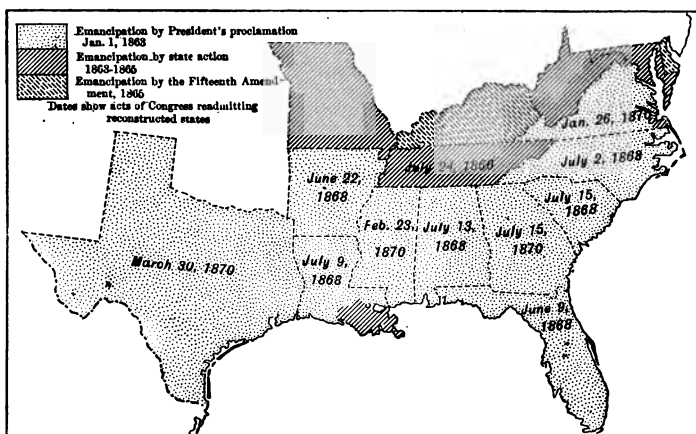 Emancipation by President's proclamation
Jan. 1, 1863
Emancipation by state action
1863-1865
Emancipation by the Fifteenth Amend-
ment, 1865
Dates show acts of Congress readmitting
reconstructed states
Jan. 26, 1870
July 24, 1866
July 2, 1868
June 22,
1868
July 15,
1868
Feb. 23,
1870
July 13,
1868
July 15,
1870
March 30, 1870
July 9,
1868
June 9,
1868